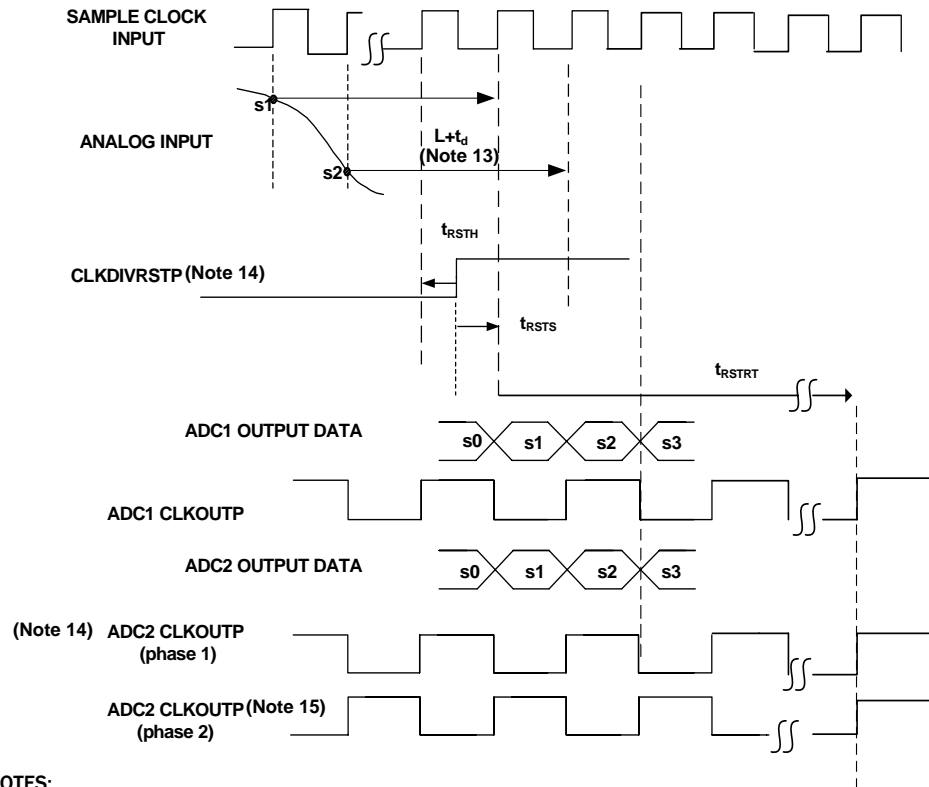 SAMPLE CLOCK
INPUT
s1
ANALOG INPUT
L+td
(Note 13)
s2
tRSTH
CLKDIVRSTP (Note 14)
tRSTS
tRSTRT
ADC1 OUTPUT DATA
s0 s1 s2 s3
ADC1 CLKOUTP
ADC2 OUTPUT DATA
s0 s1 s2 s3
(Note 14) ADC2 CLKOUTP
(phase 1)
ADC2 CLKOUTP (Note 15)
(phase 2)
OTES: